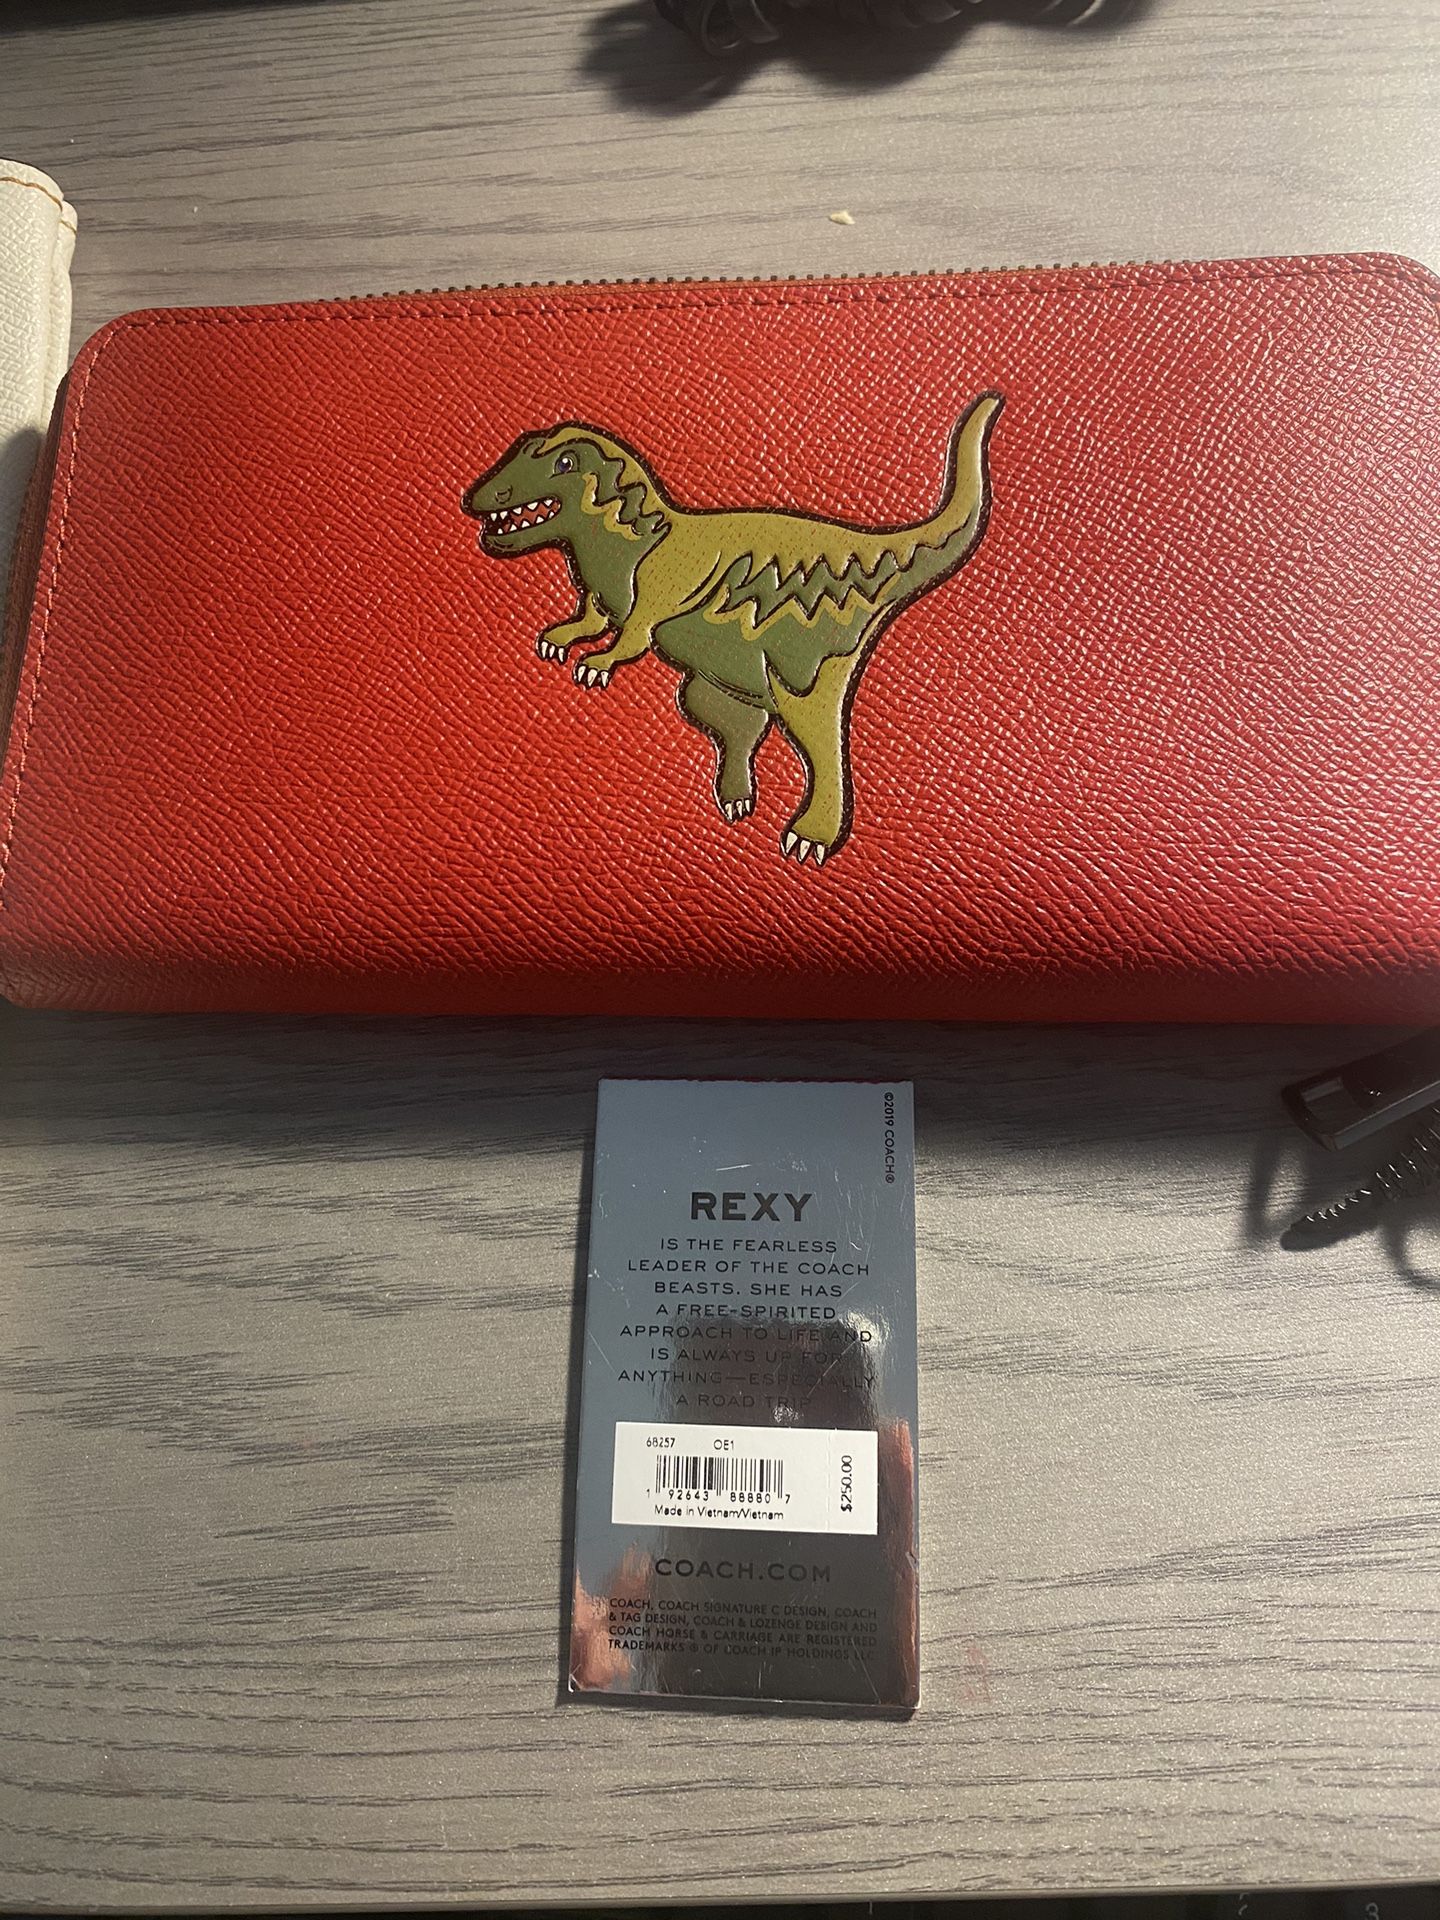 ©2019 COACH®
REXY
IS THE FEARLESS
LEADER OF THE COACH
BEASTS. SHE HAS
A FREE-SPIRITED
APPROACH TO LIFE AND
IS ALWAYS UP FOR
ANYTHING—ESPECIALLY
A ROAD TRIP
68257 OE1
$250.00
1 92643 88880 7
Made in Vietnam/Vietnam
COACH.COM
COACH, COACH SIGNATURE C DESIGN, COACH
& TAG DESIGN, COACH & LOZENGE DESIGN AND
COACH HORSE & CARRIAGE ARE REGISTERED
TRADEMARKS ® OF COACH IP HOLDINGS LLC
3